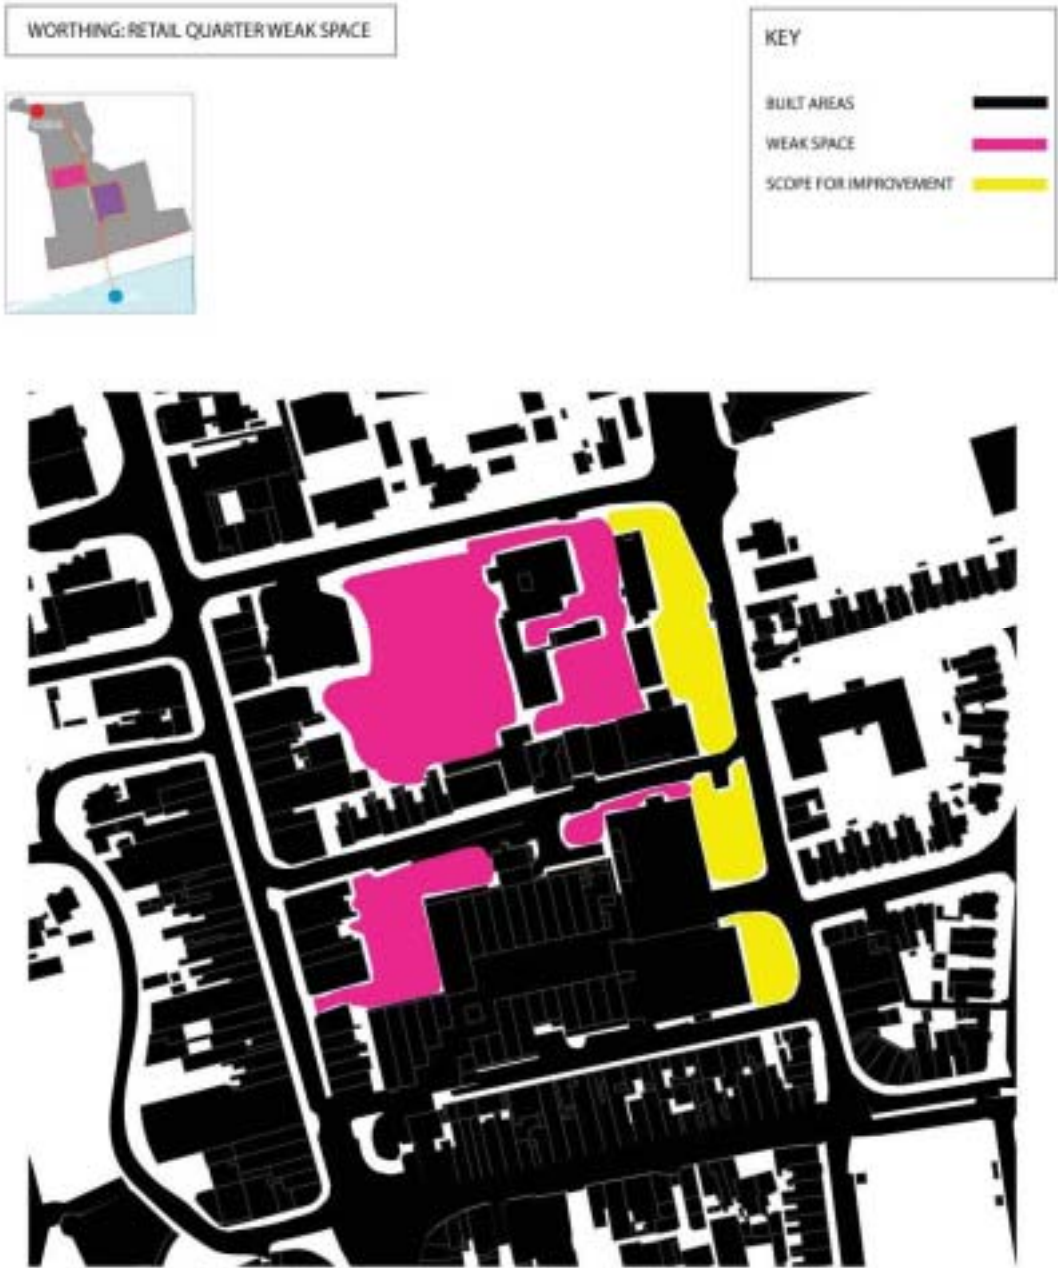 WORTHING: RETAIL QUARTER WEAK SPACE
KEY
BUILT AREAS
WEAK SPACE
SCOPE FOR IMPROVEMENT